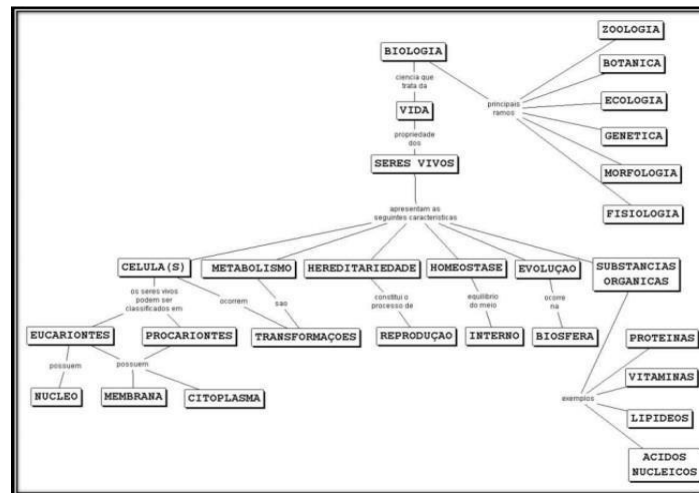 ZOOLOGIA
BIOLOGIA
BOTANICA
ciencia que
trata da
principais
ramos
ECOLOGIA
VIDA
GENETICA
propriedade
dos
SERES VIVOS
MORFOLOGIA
FISIOLOGIA
apresentam as
seguintes caracteristicas
CELULA(S)
METABOLISMO
HEREDITARIEDADE
HOMEOSTASE
EVOLUÇAO
SUBSTANCIAS
ORGANICAS
os seres vivos
podem ser
classificados em
ocorrem
sao
constitui o
processo de
equilibrio
do meio
ocorre
na
EUCARIONTES
PROCARIONTES
TRANSFORMAÇOES
REPRODUÇAO
INTERNO
BIOSFERA
PROTEINAS
possuem
possuem
VITAMINAS
NUCLEO
MEMBRANA
CITOPLASMA
exemplos
LIPIDEOS
ACIDOS
NUCLEICOS